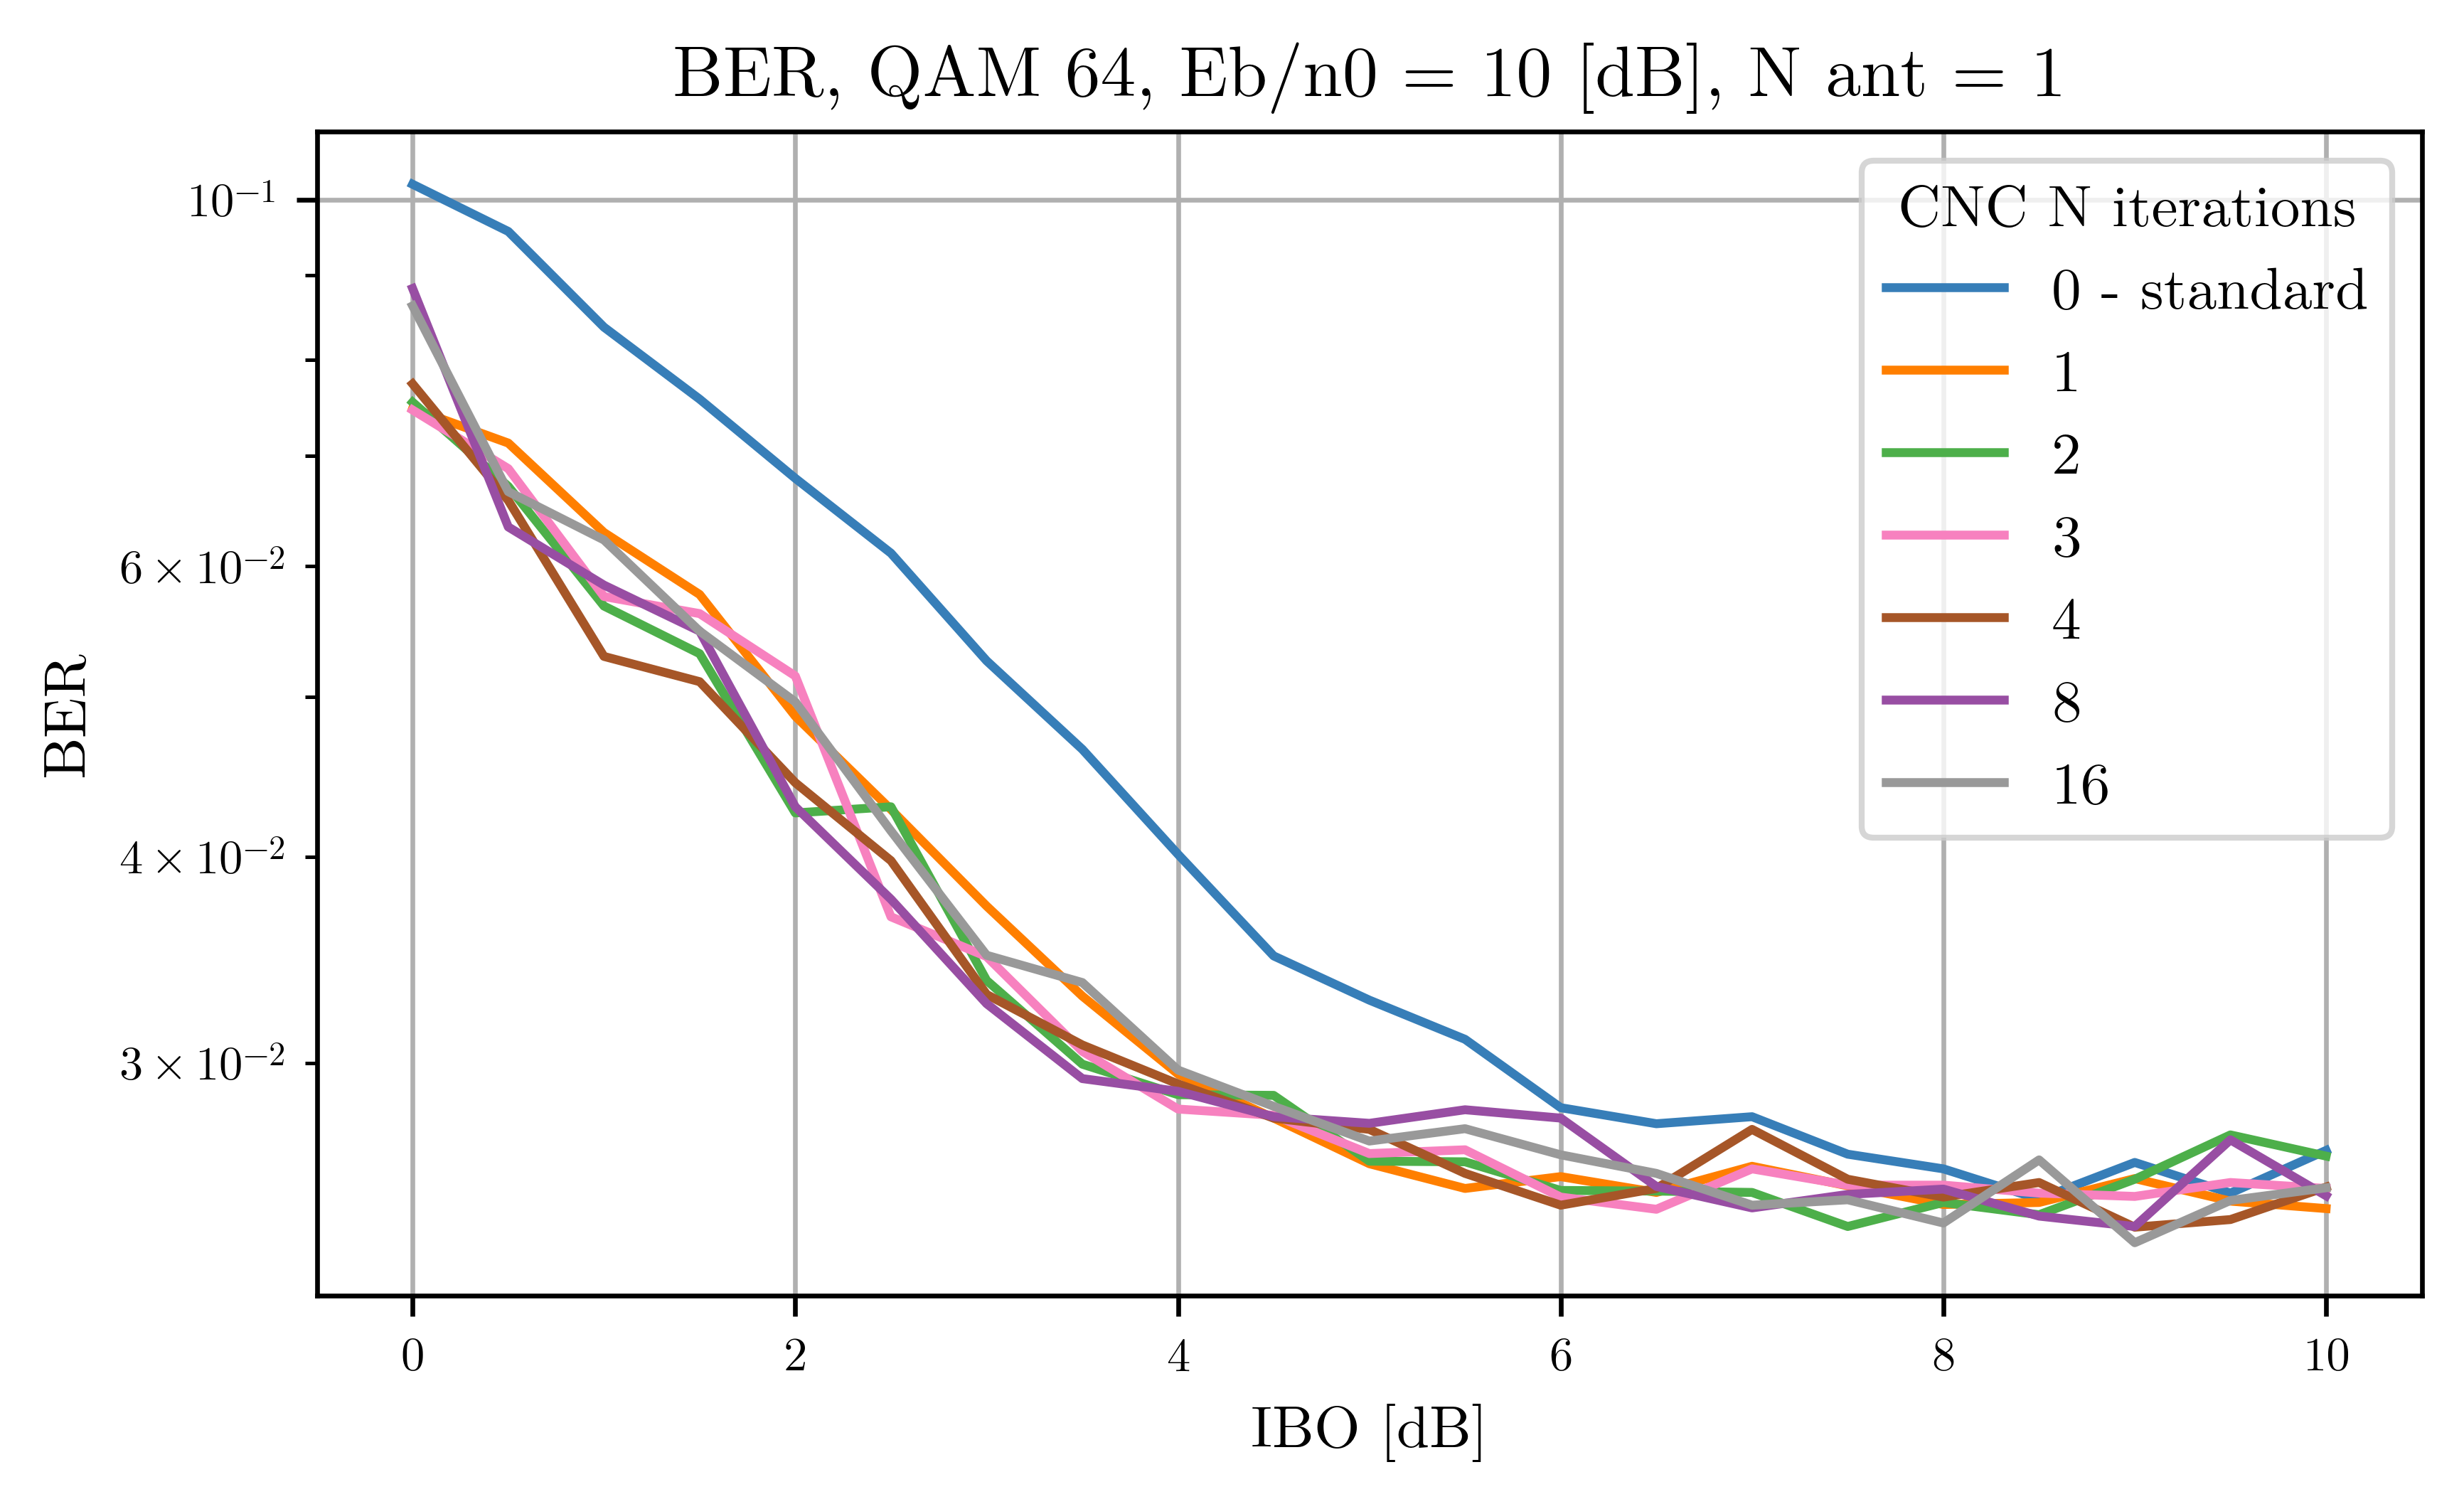 BER, QAM 64, Eb/n0 = 10 [dB], N ant = 1
10⁻¹
6 × 10⁻²
4 × 10⁻²
3 × 10⁻²
BER
CNC N iterations
0 - standard
1
2
3
4
8
16
0 2 4 6 8 10
IBO [dB]